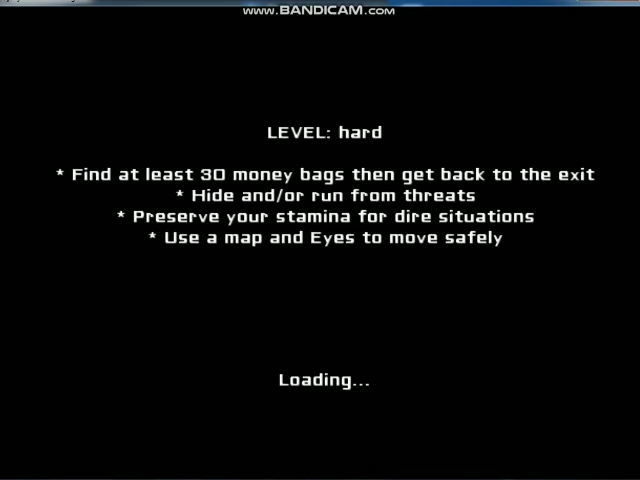 www.BANDICAM.com
LEVEL: hard
* Find at least 30 money bags then get back to the exit
* Hide and/or run from threats
* Preserve your stamina for dire situations
* Use a map and Eyes to move safely
Loading...